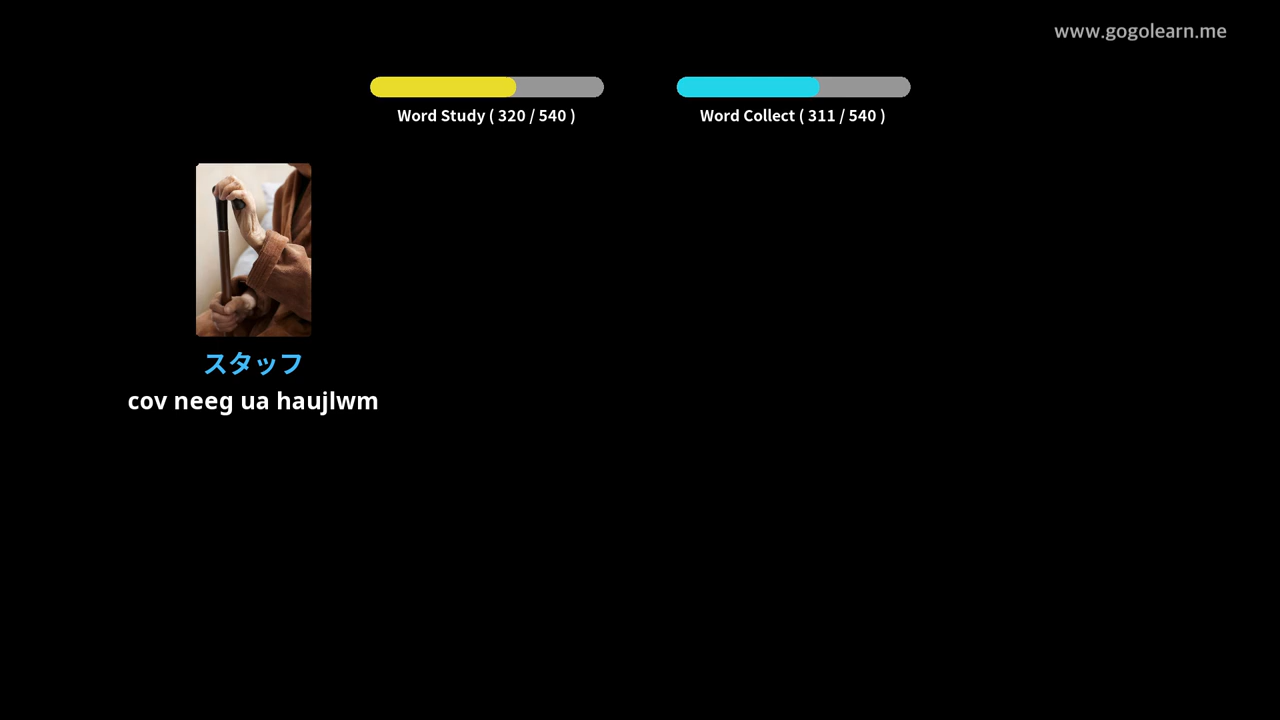 www.gogolearn.me
Word Study ( 320 / 540 )
Word Collect ( 311 / 540 )
スタッフ
cov neeg ua haujlwm